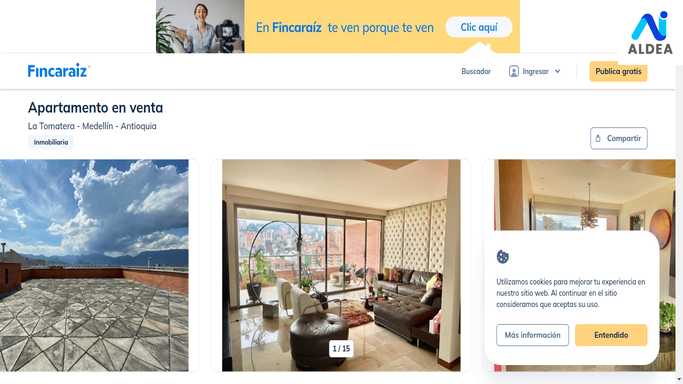 En Fincaraíz te ven porque te ven
Clic aquí
ALDEA
Fincaraiz
Buscador
Ingresar
Publica gratis
Apartamento en venta
La Tomatera - Medellín - Antioquia
Inmobiliaria
Compartir
Utilizamos cookies para mejorar tu experiencia en
nuestro sitio web. Al continuar en el sitio
consideramos que aceptas su uso.
Más información
Entendido
1 / 15